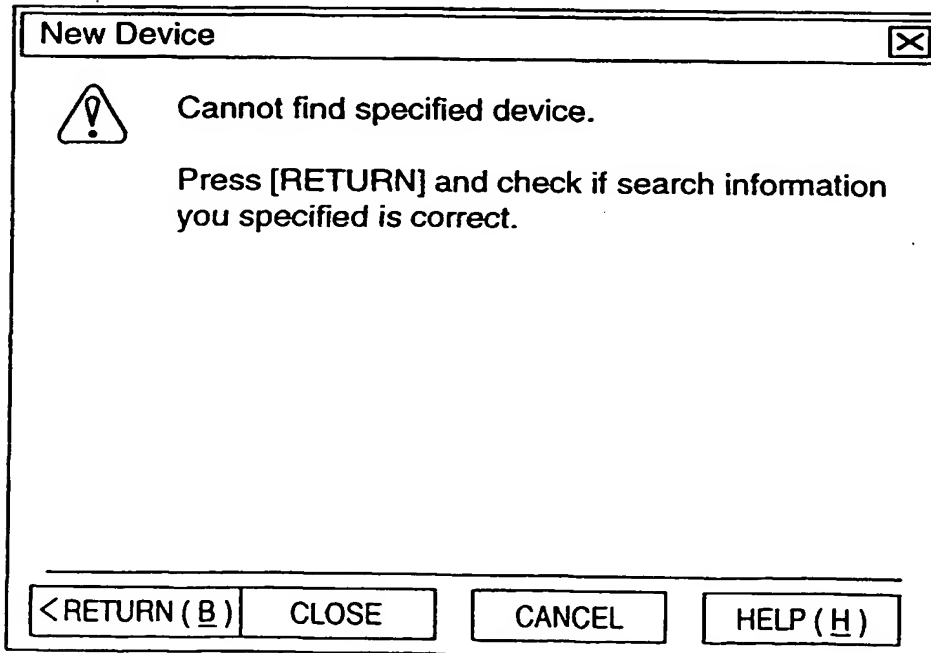 New Device
Cannot find specified device.
Press [RETURN] and check if search information
you specified is correct.
<RETURN (B) CLOSE CANCEL HELP (H)